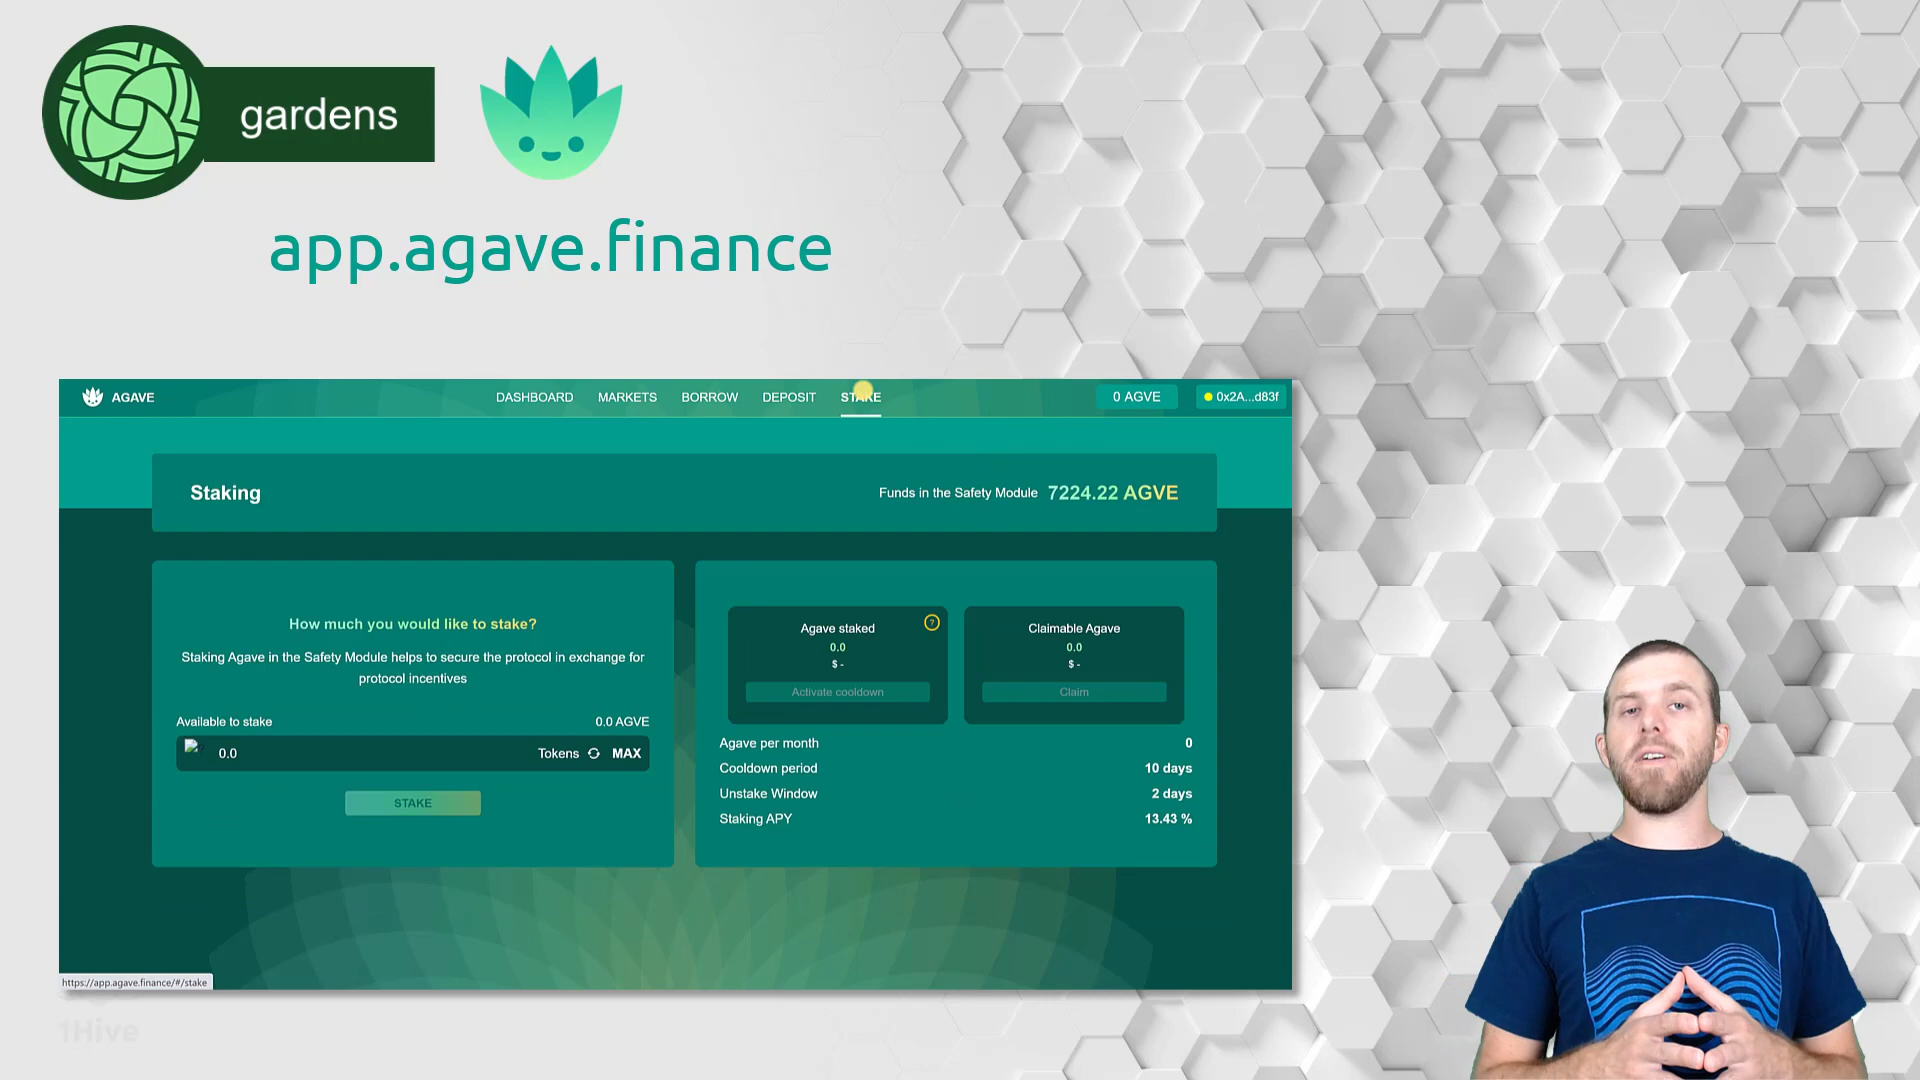 gardens
app.agave.finance
AGAVE
DASHBOARD
MARKETS
BORROW
DEPOSIT
STAKE
0 AGVE
0x2A...d83f
Staking
Funds in the Safety Module 7224.22 AGVE
How much you would like to stake?
Staking Agave in the Safety Module helps to secure the protocol in exchange for
protocol incentives
Available to stake
0.0 AGVE
0.0
Tokens
MAX
STAKE
Agave staked
?
0.0
$ -
Activate cooldown
Claimable Agave
0.0
$ -
Claim
Agave per month 0
Cooldown period 10 days
Unstake Window 2 days
Staking APY 13.43 %
https://app.agave.finance/#/stake
1Hive